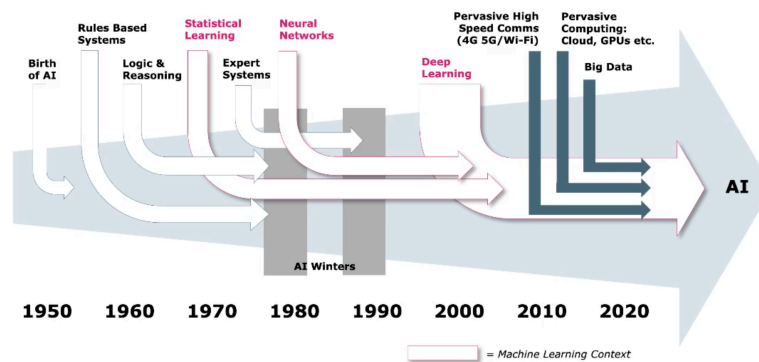 Birth
of AI
Rules Based
Systems
Logic &
Reasoning
Statistical
Learning
Expert
Systems
Neural
Networks
Deep
Learning
Pervasive High
Speed Comms
(4G 5G/Wi-Fi)
Pervasive
Computing:
Cloud, GPUs etc.
Big Data
AI
AI Winters
1950 1960 1970 1980 1990 2000 2010 2020
= Machine Learning Context